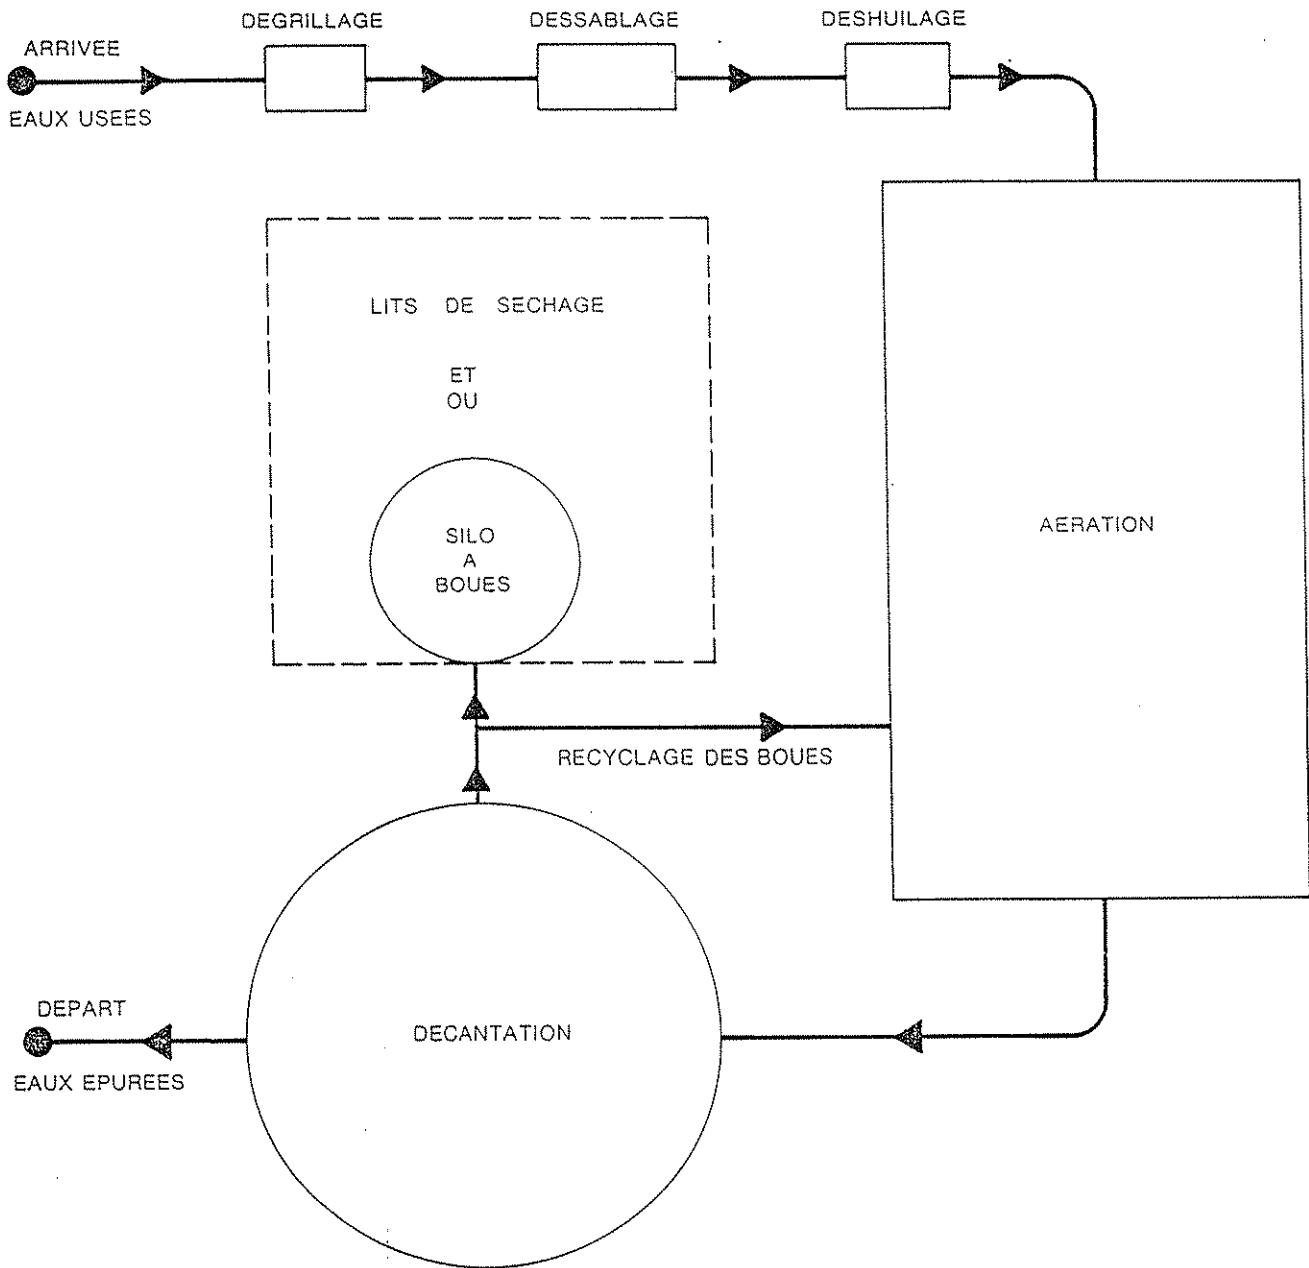 DEGRILLAGE
DESSABLAGE
DESHUILAGE
ARRIVEE
EAUX USEES
LITS DE SECHAGE
ET
OU
SILO
A
BOUES
AERATION
RECYCLAGE DES BOUES
DECANTATION
DEPART
EAUX EPUREES